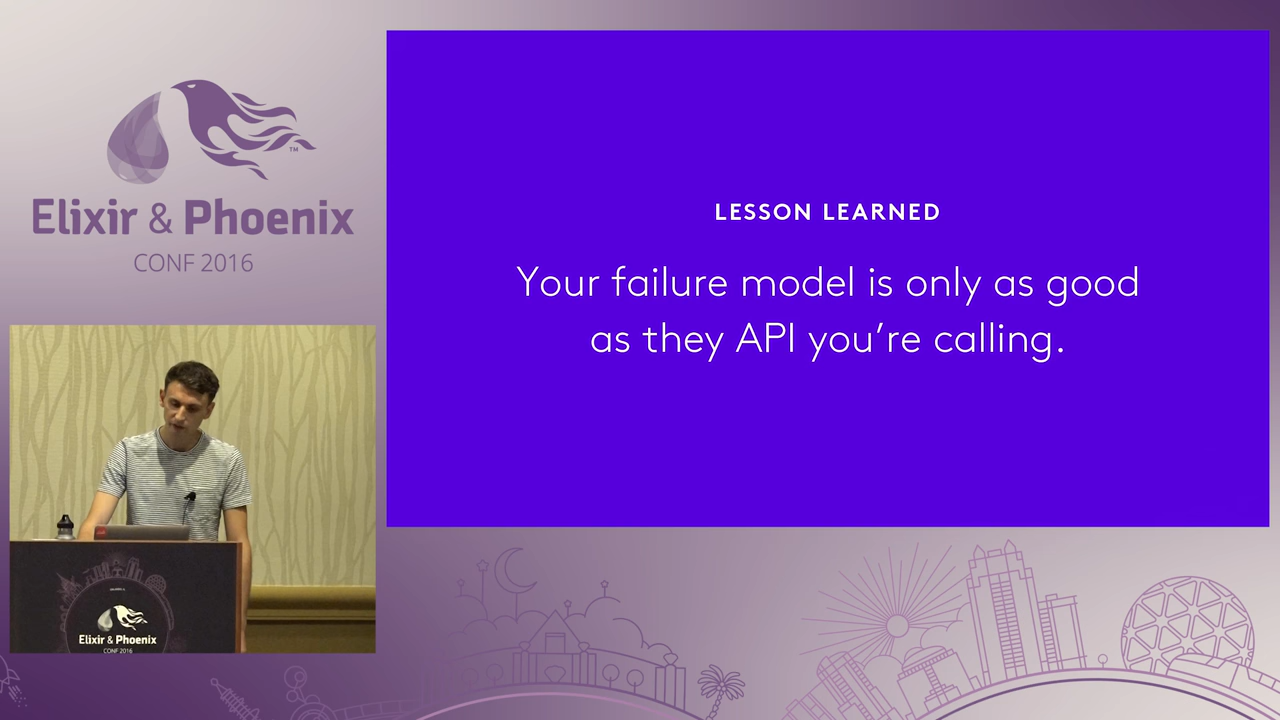 ™
Elixir & Phoenix
CONF 2016
LESSON LEARNED
Your failure model is only as good
as they API you’re calling.
Elixir & Phoenix
CONF 2016